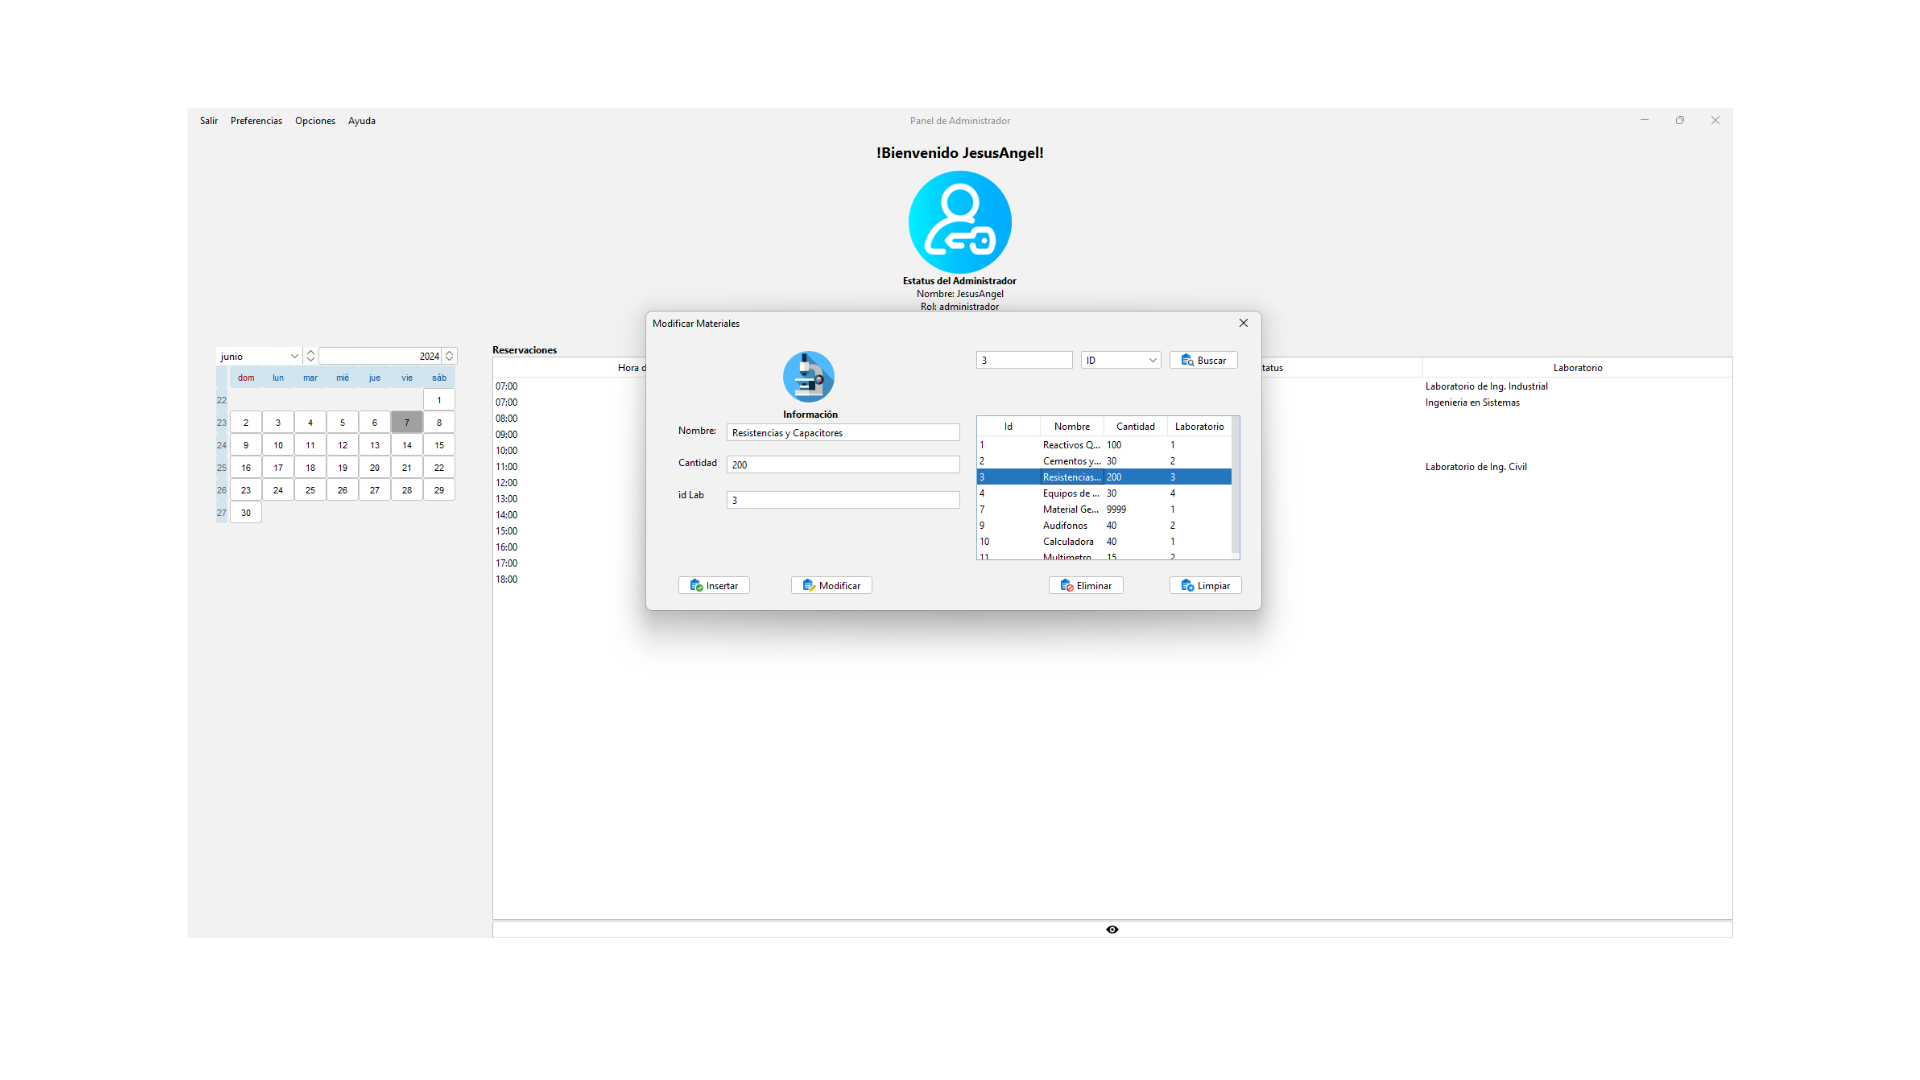 Salir Preferencias Opciones Ayuda
Panel de Administrador
!Bienvenido JesusAngel!
Estatus del Administrador
Nombre: JesusAngel
Rol: administrador
junio 2024
dom lun mar mié jue vie sáb
22 1
23 2 3 4 5 6 7 8
24 9 10 11 12 13 14 15
25 16 17 18 19 20 21 22
26 23 24 25 26 27 28 29
27 30
Reservaciones
Hora d
tatus
Laboratorio
07:00 Laboratorio de Ing. Industrial
07:00 Ingenieria en Sistemas
08:00
09:00
10:00
11:00 Laboratorio de Ing. Civil
12:00
13:00
14:00
15:00
16:00
17:00
18:00
Modificar Materiales
Información
Nombre: Resistencias y Capacitores
Cantidad 200
id Lab 3
3 ID Buscar
Id Nombre Cantidad Laboratorio
1 Reactivos Q... 100 1
2 Cementos y... 30 2
3 Resistencias... 200 3
4 Equipos de ... 30 4
7 Material Ge... 9999 1
9 Audifonos 40 2
10 Calculadora 40 1
11 Multimetro 15 2
Insertar Modificar Eliminar Limpiar